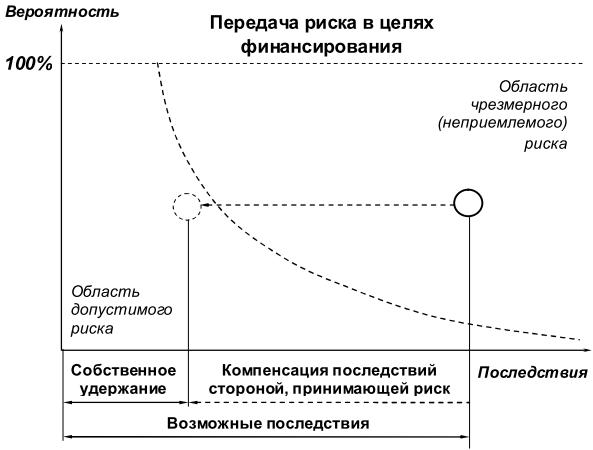 Вероятность
Передача риска в целях
финансирования
100%
Область
чрезмерного
(неприемлемого)
риска
Область
допустимого
риска
Собственное
удержание
Компенсация последствий
стороной, принимающей риск
Последствия
Возможные последствия